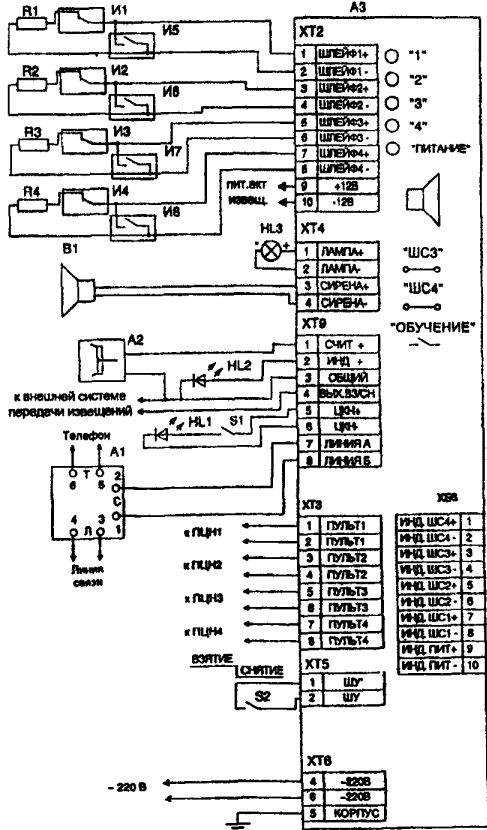 A3
R1
И1
И5
R2
И2
И6
R3
И3
И7
R4
И4
И8
ПИТ.ВКТ
ИЗВЕЩ.
XT2
1 ШЛЕЙФ1+
2 ШЛЕЙФ1 -
3 ШЛЕЙФ2+
4 ШЛЕЙФ2 -
5 ШЛЕЙФ3+
6 ШЛЕЙФ3 -
7 ШЛЕЙФ4+
8 ШЛЕЙФ4 -
9 +12В
10 -12В
"1"
"2"
"3"
"4"
"ПИТАНИЕ"
B1
HL3
- +
XT4
1 ЛАМПА+
2 ЛАМПА-
3 СИРЕНА+
4 СИРЕНА-
"ШС3"
"ШС4"
"ОБУЧЕНИЕ"
A2
HL2
к внешней системе
передачи извещений
HL1
S1
XT9
1 СЧИТ +
2 ИНД +
3 ОБЩИЙ
4 ВЫХ.ВЗ/СН
5 ЦКН+
6 ЦКН-
7 ЛИНИЯ А
8 ЛИНИЯ Б
Телефон
A1
6 Т 5 2
С
4 Л 3 1
Линия
связи
к ПЦН1
к ПЦН2
к ПЦН3
к ПЦН4
XT3
1 ПУЛЬТ1
2 ПУЛЬТ1
3 ПУЛЬТ2
4 ПУЛЬТ2
5 ПУЛЬТ3
6 ПУЛЬТ3
7 ПУЛЬТ4
8 ПУЛЬТ4
ИНД. ШС4+ 1
ИНД. ШС4 - 2
ИНД. ШС3+ 3
ИНД. ШС3 - 4
ИНД. ШС2+ 5
ИНД. ШС2 - 6
ИНД. ШС1+ 7
ИНД. ШС1 - 8
ИНД. ПИТ+ 9
ИНД. ПИТ - 10
ВЗЯТИЕ
СНЯТИЕ
S2
XT5
1 ШУ
2 ШУ
XT6
~ 220 В
4 ~220В
6 ~220В
5 КОРПУС